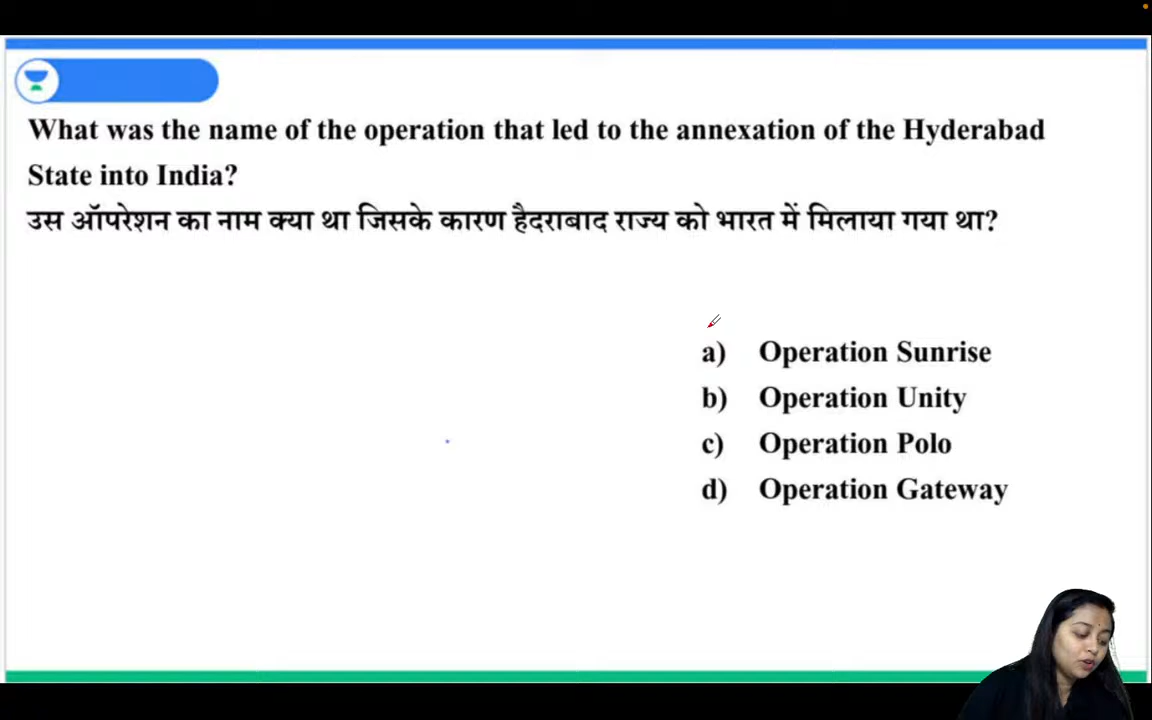 What was the name of the operation that led to the annexation of the Hyderabad
State into India?
उस ऑपरेशन का नाम क्या था जिसके कारण हैदराबाद राज्य को भारत में मिलाया गया था?
a) Operation Sunrise
b) Operation Unity
c) Operation Polo
d) Operation Gateway